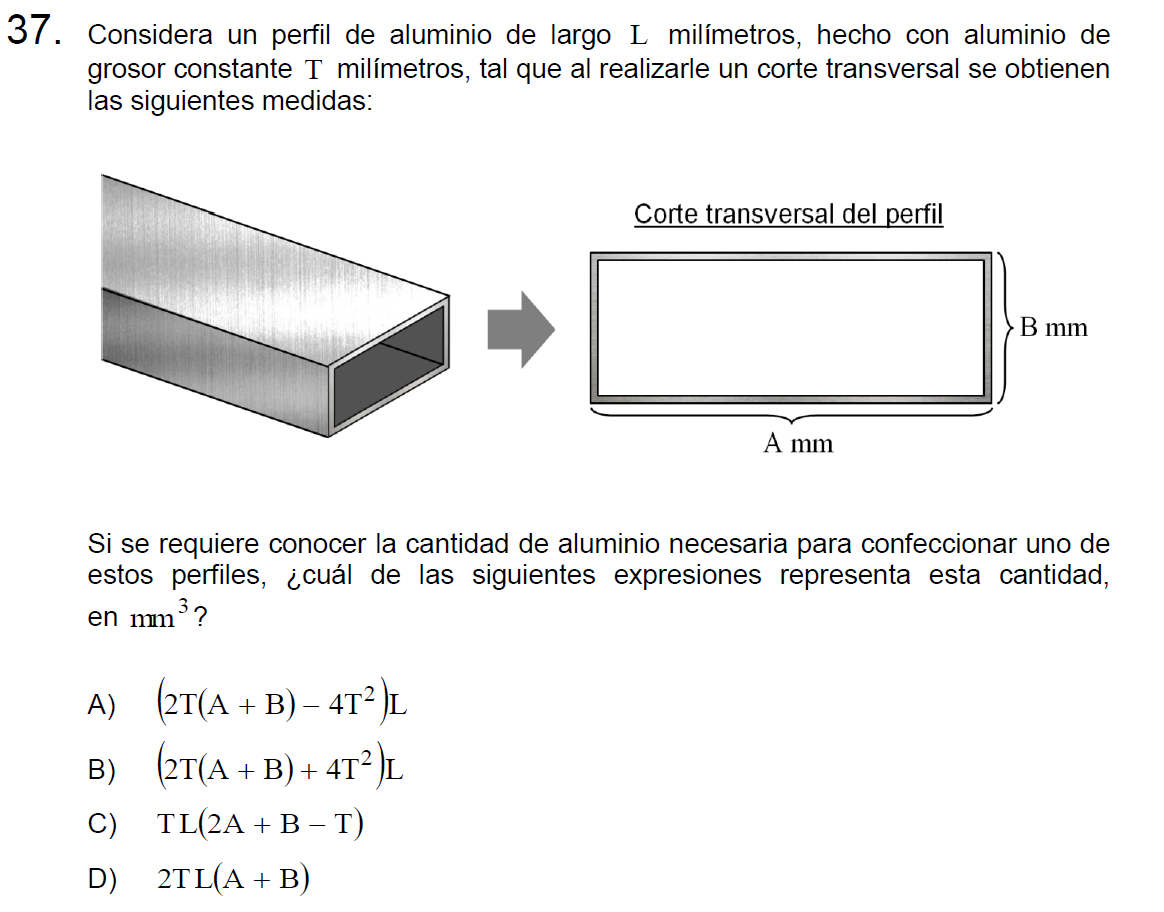 37. Considera un perfil de aluminio de largo L milímetros, hecho con aluminio de
grosor constante T milímetros, tal que al realizarle un corte transversal se obtienen
las siguientes medidas:
Corte transversal del perfil
B mm
A mm
Si se requiere conocer la cantidad de aluminio necesaria para confeccionar uno de
estos perfiles, ¿cuál de las siguientes expresiones representa esta cantidad,
en mm³?
A) (2T(A + B) – 4T²)L
B) (2T(A + B) + 4T²)L
C) TL(2A + B – T)
D) 2TL(A + B)